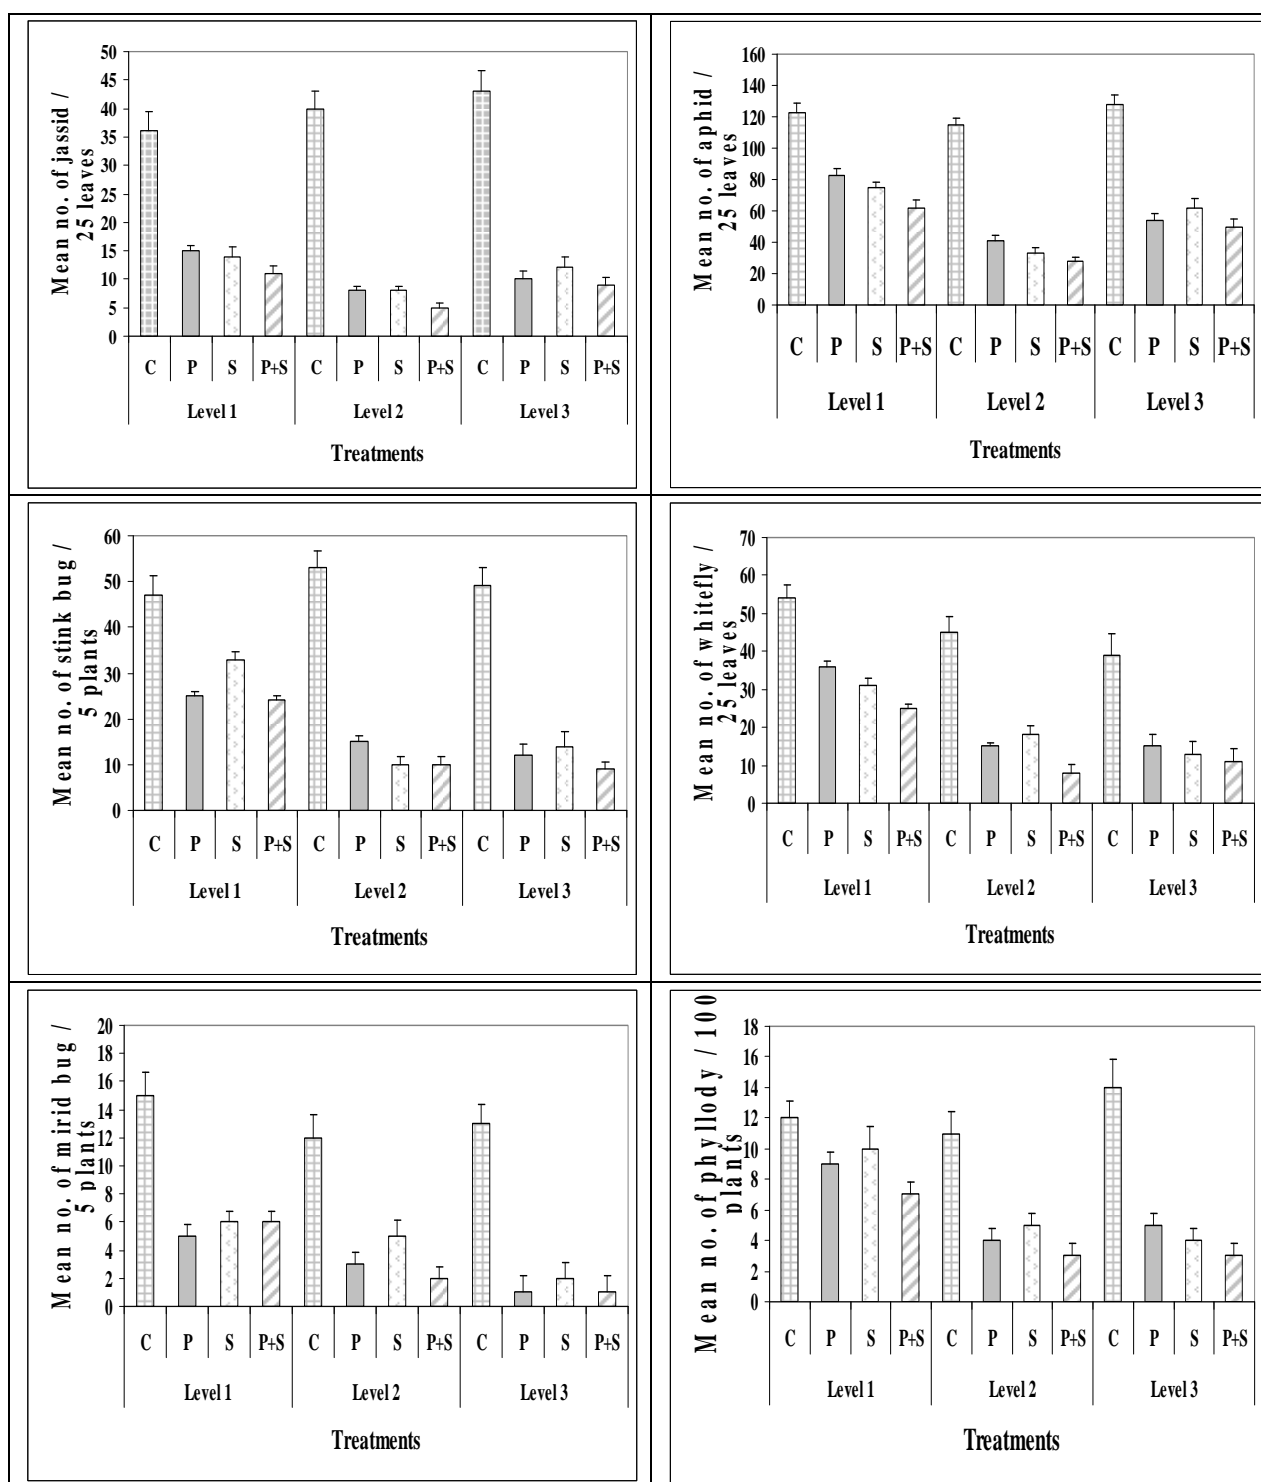 Mean no. of jassid /
25 leaves
50
45
40
35
30
25
20
15
10
5
0
C P S P+S C P S P+S C P S P+S
Level 1 Level 2 Level 3
Treatments
Mean no. of aphid /
25 leaves
160
140
120
100
80
60
40
20
0
C P S P+S C P S P+S C P S P+S
Level 1 Level 2 Level 3
Treatments
Mean no. of stink bug /
5 plants
60
50
40
30
20
10
0
C P S P+S C P S P+S C P S P+S
Level 1 Level 2 Level 3
Treatments
Mean no. of whitefly /
25 leaves
70
60
50
40
30
20
10
0
C P S P+S C P S P+S C P S P+S
Level 1 Level 2 Level 3
Treatments
Mean no. of mirid bug /
5 plants
20
18
16
14
12
10
8
6
4
2
0
C P S P+S C P S P+S C P S P+S
Level 1 Level 2 Level 3
Treatments
Mean no. of phyllody / 100
plants
18
16
14
12
10
8
6
4
2
0
C P S P+S C P S P+S C P S P+S
Level 1 Level 2 Level 3
Treatments